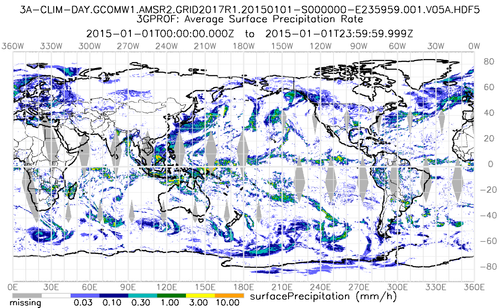 3A-CLIM-DAY.GCOMW1.AMSR2.GRID2017R1.20150101-S000000-E235959.001.V05A.HDF5
3GPROF: Average Surface Precipitation Rate
2015-01-01T00:00:00.000Z to 2015-01-01T23:59:59.999Z
360W 330W 300W 270W 240W 210W 180W 150W 120W 90W 60W 30W 0W
80
60
40
20
0
-20
-40
-60
-80
0E 30E 60E 90E 120E 150E 180E 210E 240E 270E 300E 330E 360E
missing 0.03 0.10 0.30 1.00 3.00 10.00 surfacePrecipitation (mm/h)